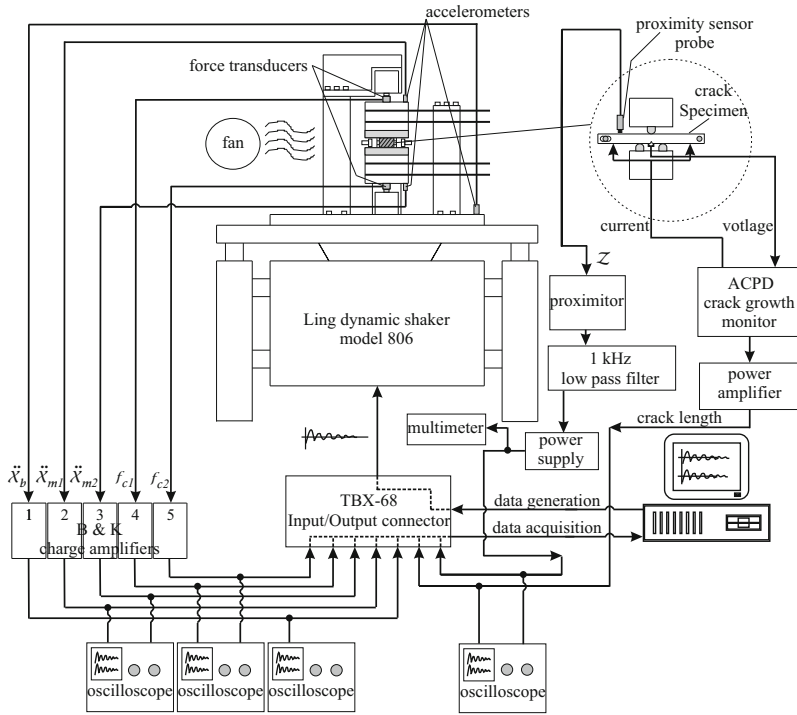 accelerometers
force transducers
proximity sensor
probe
crack
Specimen
fan
current
votlage
Z
proximitor
ACPD
crack growth
monitor
Ling dynamic shaker
model 806
1 kHz
low pass filter
power
amplifier
multimeter
power
supply
crack length
Ẍb Ẍm1 Ẍm2 fc1 fc2
1 2 3 4 5
B & K
charge amplifiers
TBX-68
Input/Output connector
data generation
data acquisition
oscilloscope
oscilloscope
oscilloscope
oscilloscope